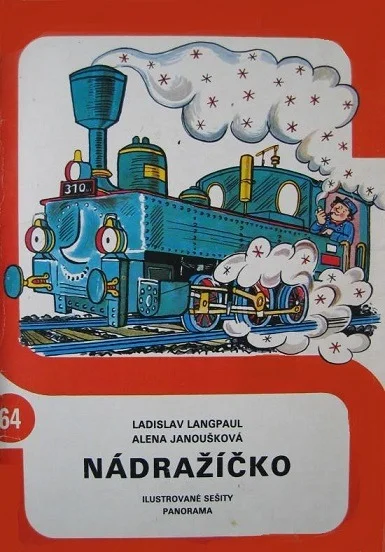 310.
64
LADISLAV LANGPAUL
ALENA JANOUŠKOVÁ
NÁDRAŽÍČKO
ILUSTROVANÉ SEŠITY
PANORAMA